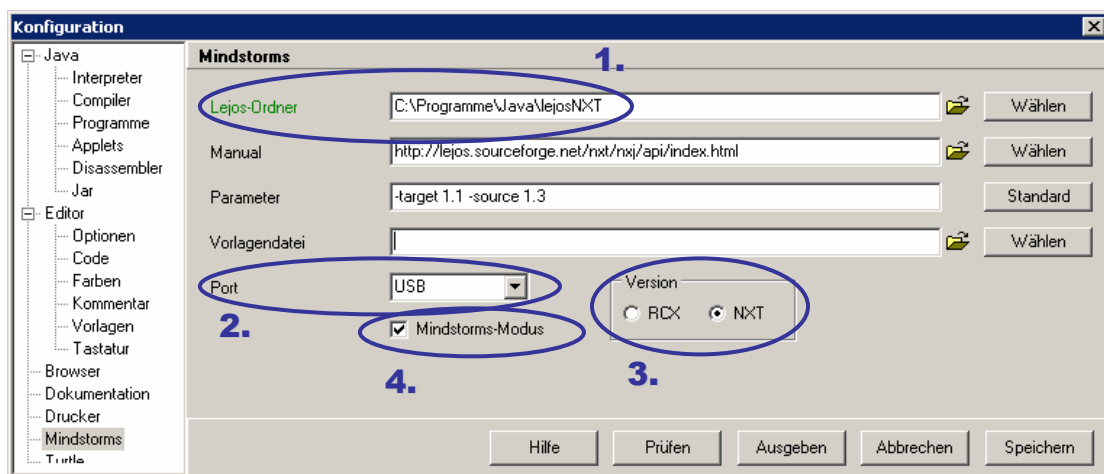 Konfiguration
Java
Interpreter
Compiler
Programme
Applets
Disassembler
Jar
Editor
Optionen
Code
Farben
Kommentar
Vorlagen
Tastatur
Browser
Dokumentation
Drucker
Mindstorms
Turtle
Mindstorms
1.
Lejos-Ordner C:\Programme\Java\lejosNXT Wählen
Manual http://lejos.sourceforge.net/nxt/nxj/api/index.html Wählen
Parameter -target 1.1 -source 1.3 Standard
Vorlagendatei Wählen
Port USB Version
2. RCX NXT
Mindstorms-Modus
4. 3.
Hilfe Prüfen Ausgeben Abbrechen Speichern